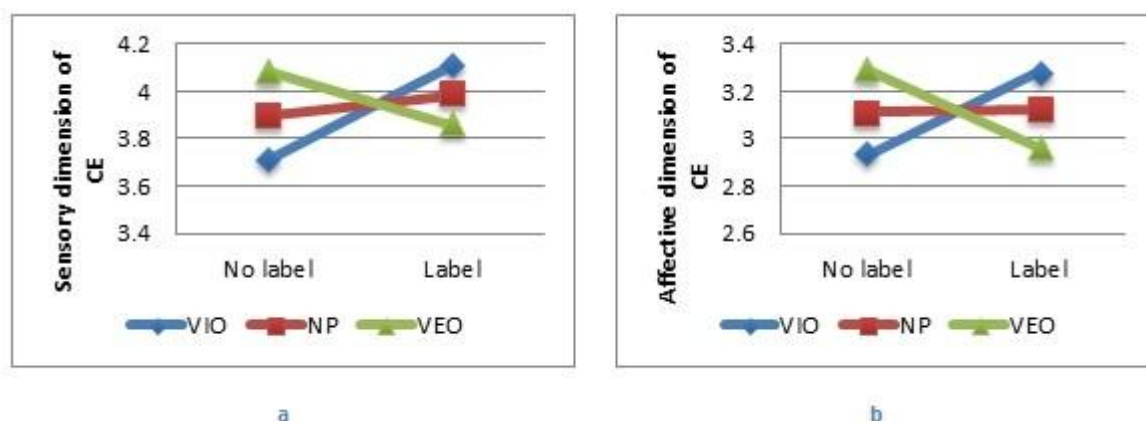 Sensory dimension of
CE
4.2
4
3.8
3.6
3.4
No label Label
VIO NP VEO
a
Affective dimension of
CE
3.4
3.2
3
2.8
2.6
No label Label
VIO NP VEO
b